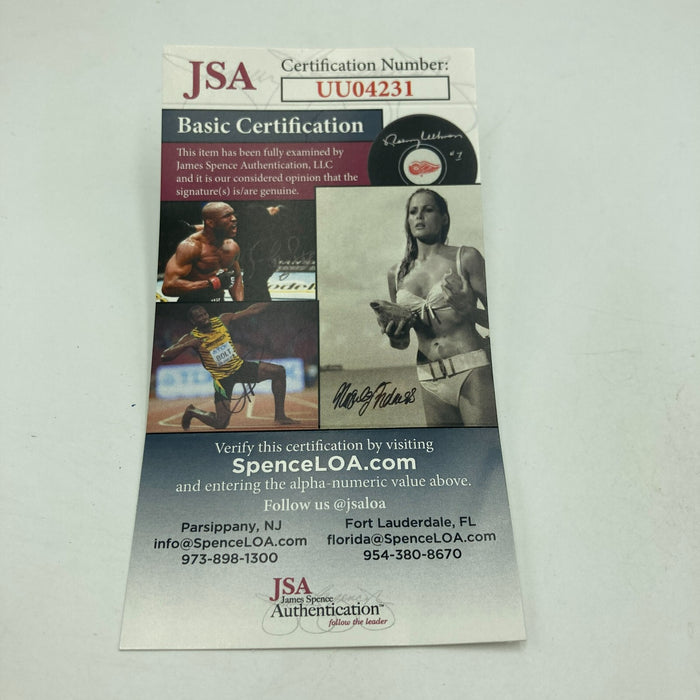 JSA
Certification Number:
UU04231
Basic Certification
This item has been fully examined by
James Spence Authentication, LLC
and it is our considered opinion that the
signature(s) is/are genuine.
#7
BOLT
Verify this certification by visiting
SpenceLOA.com
and entering the alpha-numeric value above.
Follow us @jsaloa
Parsippany, NJ
info@SpenceLOA.com
973-898-1300
Fort Lauderdale, FL
florida@SpenceLOA.com
954-380-8670
JSA
James Spence
Authentication™
follow the leader